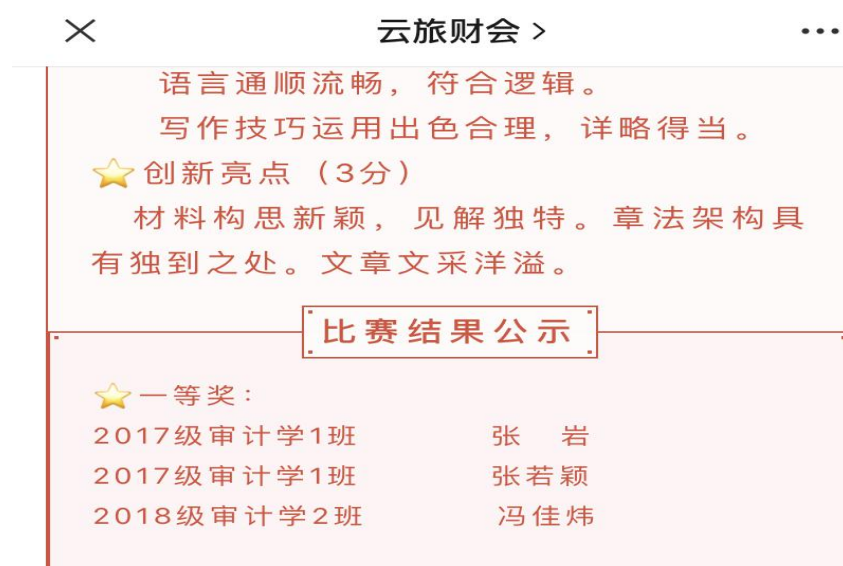 云旅财会 >
语言通顺流畅，符合逻辑。
写作技巧运用出色合理，详略得当。
创新亮点（3分）
材料构思新颖，见解独特。章法架构具
有独到之处。文章文采洋溢。
比赛结果公示
一等奖：
2017级审计学1班 张 岩
2017级审计学1班 张若颖
2018级审计学2班 冯佳炜